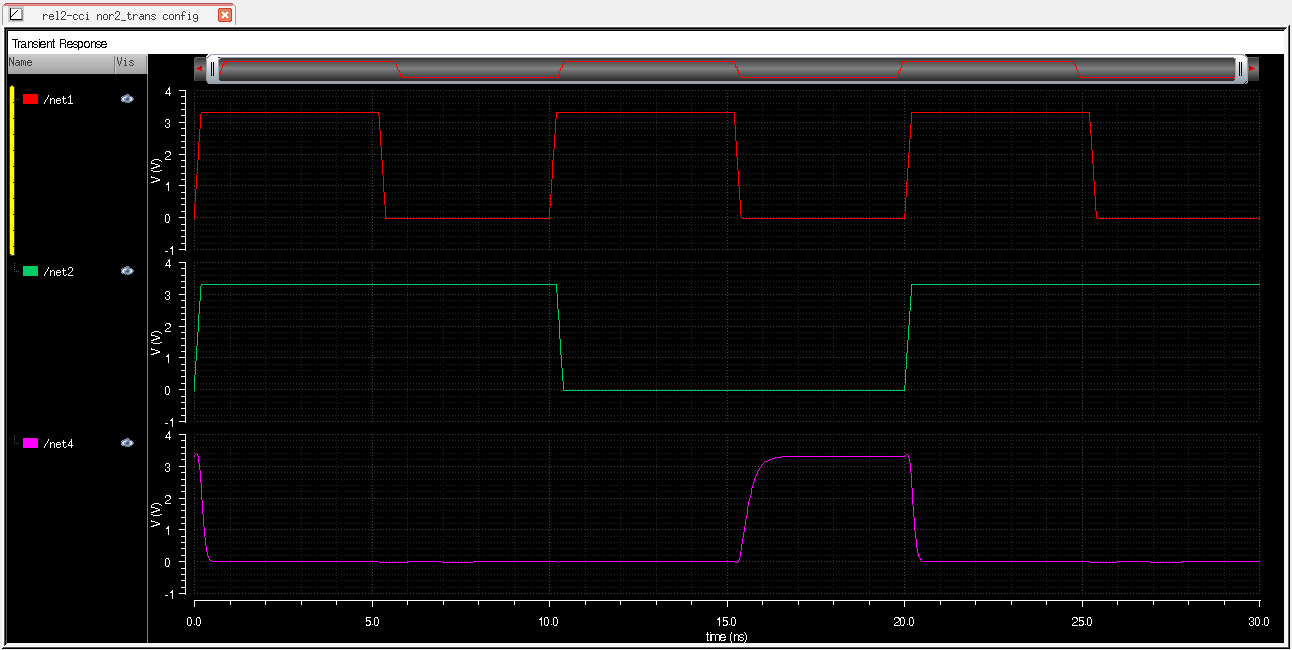 rel2-cci nor2_trans config
Transient Response
Name Vis
/net1
4
3
2
1
0
-1
V (V)
/net2
4
3
2
1
0
-1
V (V)
/net4
4
3
2
1
0
-1
V (V)
0.0 5.0 10.0 15.0 20.0 25.0 30.0
time (ns)